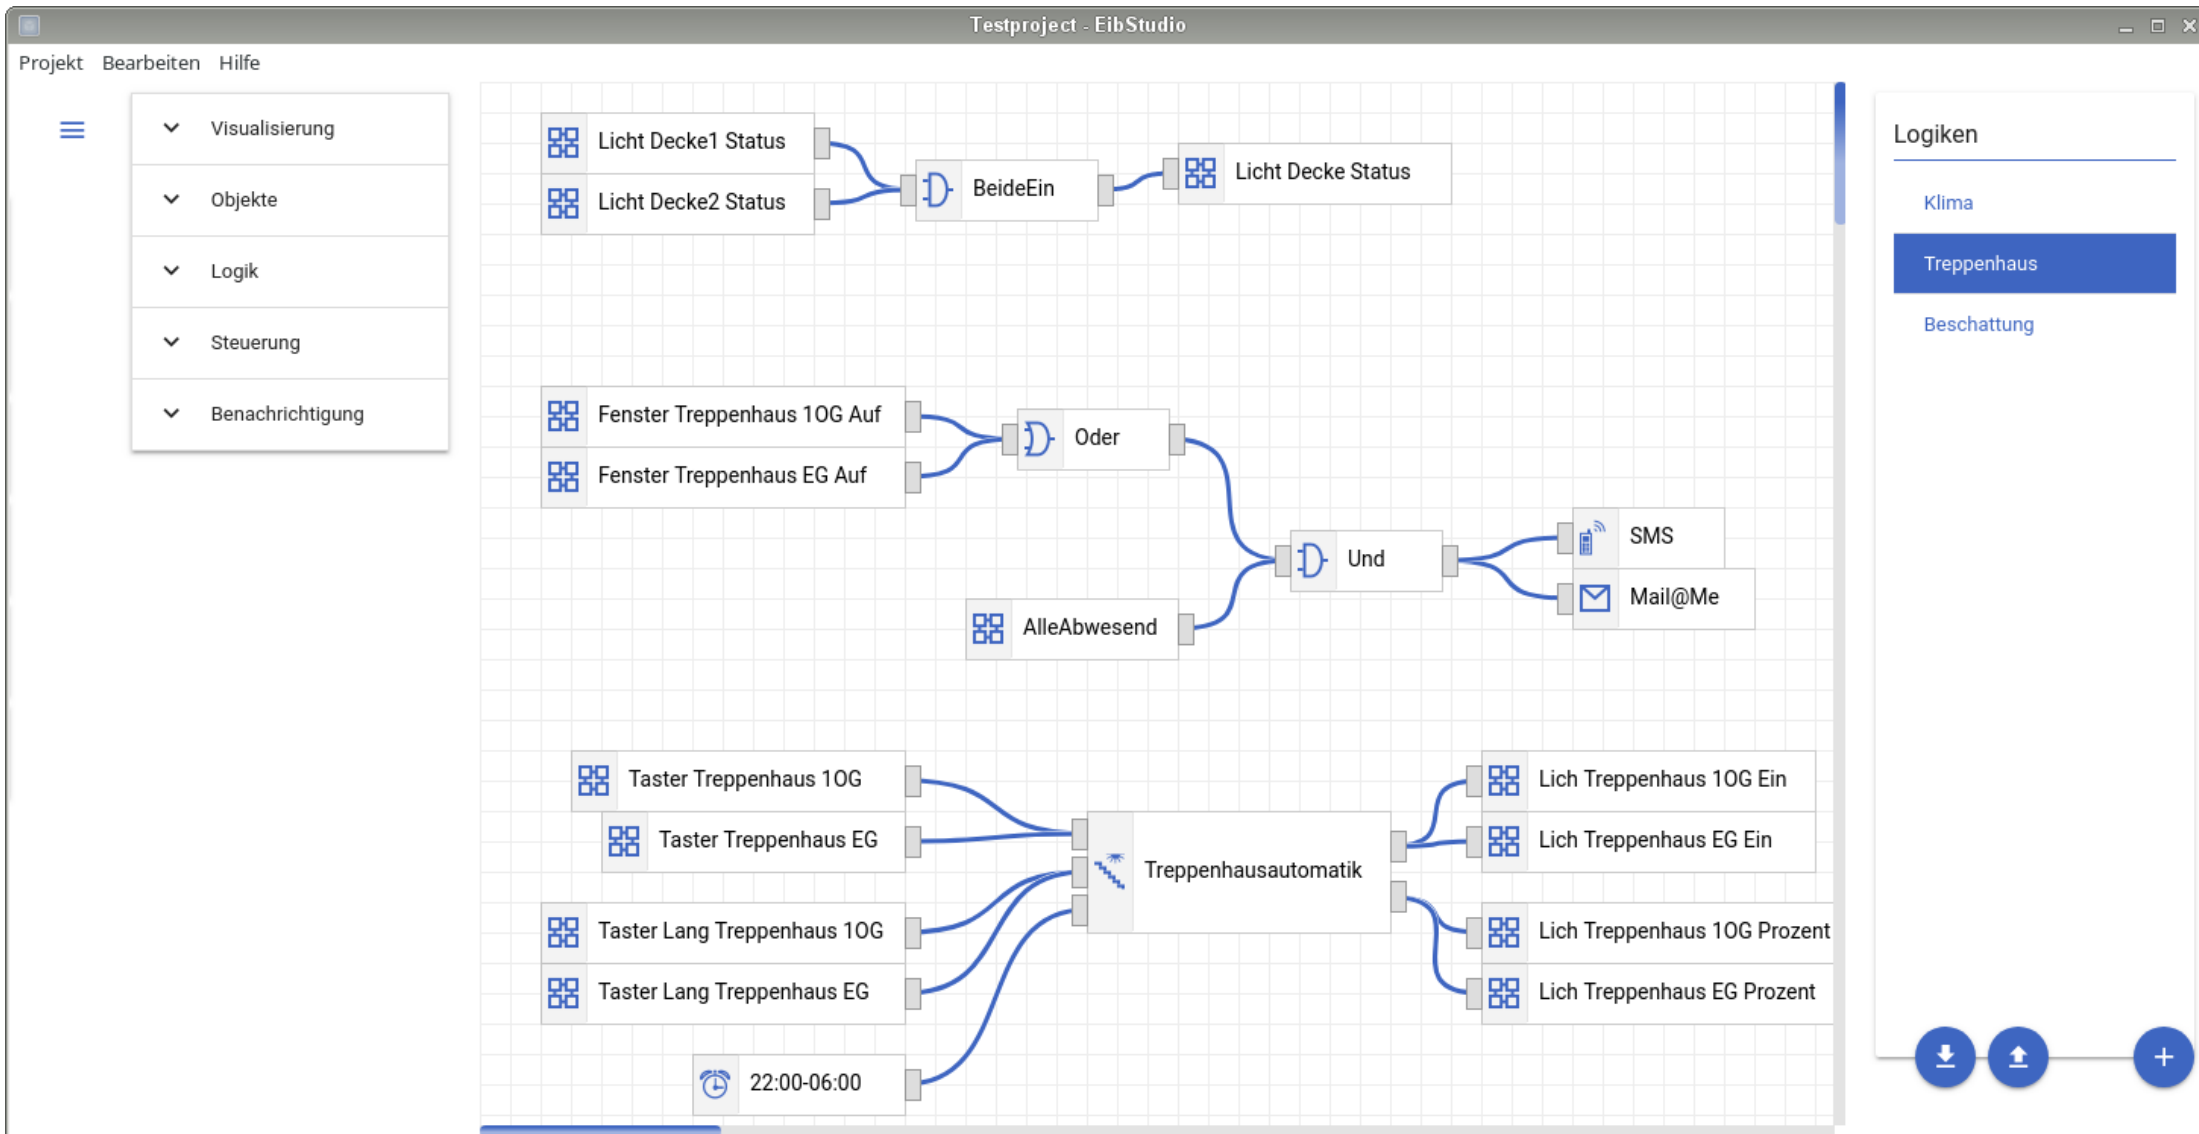 Testproject - EibStudio
Projekt Bearbeiten Hilfe
Visualisierung
Objekte
Logik
Steuerung
Benachrichtigung
Licht Decke1 Status
Licht Decke2 Status
BeideEin
Licht Decke Status
Fenster Treppenhaus 1OG Auf
Fenster Treppenhaus EG Auf
Oder
AlleAbwesend
Und
SMS
Mail@Me
Taster Treppenhaus 1OG
Taster Treppenhaus EG
Taster Lang Treppenhaus 1OG
Taster Lang Treppenhaus EG
22:00-06:00
Treppenhausautomatik
Lich Treppenhaus 1OG Ein
Lich Treppenhaus EG Ein
Lich Treppenhaus 1OG Prozent
Lich Treppenhaus EG Prozent
Logiken
Klima
Treppenhaus
Beschattung